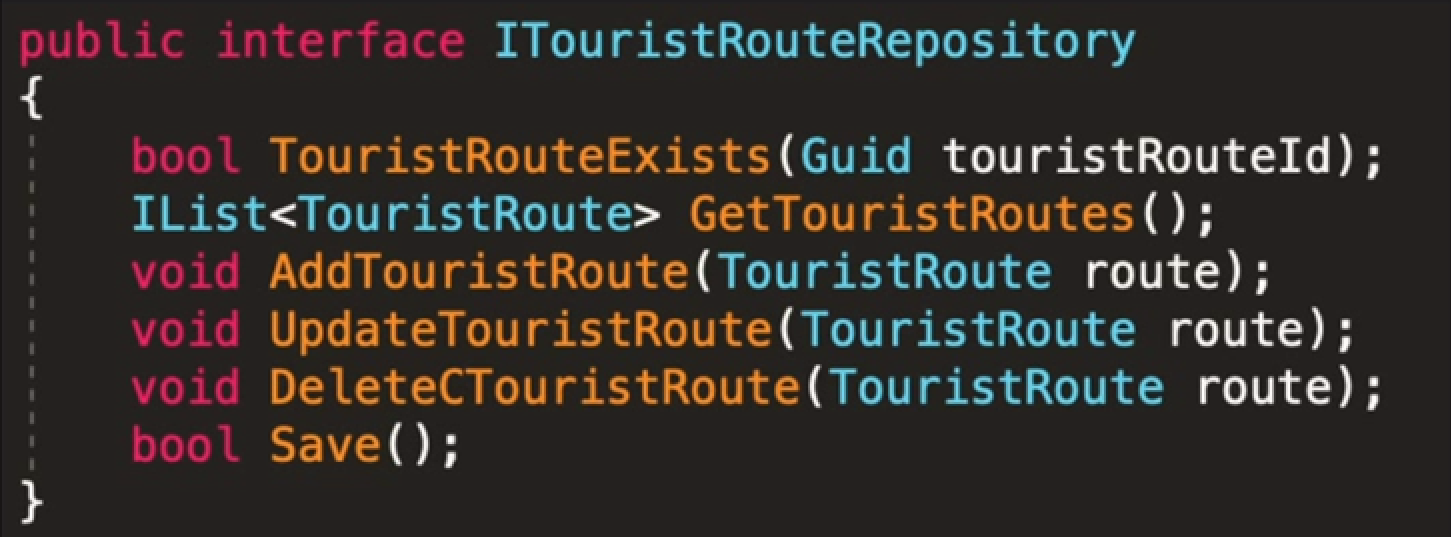 public interface ITouristRouteRepository
{
    bool TouristRouteExists(Guid touristRouteId);
    IList<TouristRoute> GetTouristRoutes();
    void AddTouristRoute(TouristRoute route);
    void UpdateTouristRoute(TouristRoute route);
    void DeleteCTouristRoute(TouristRoute route);
    bool Save();
}